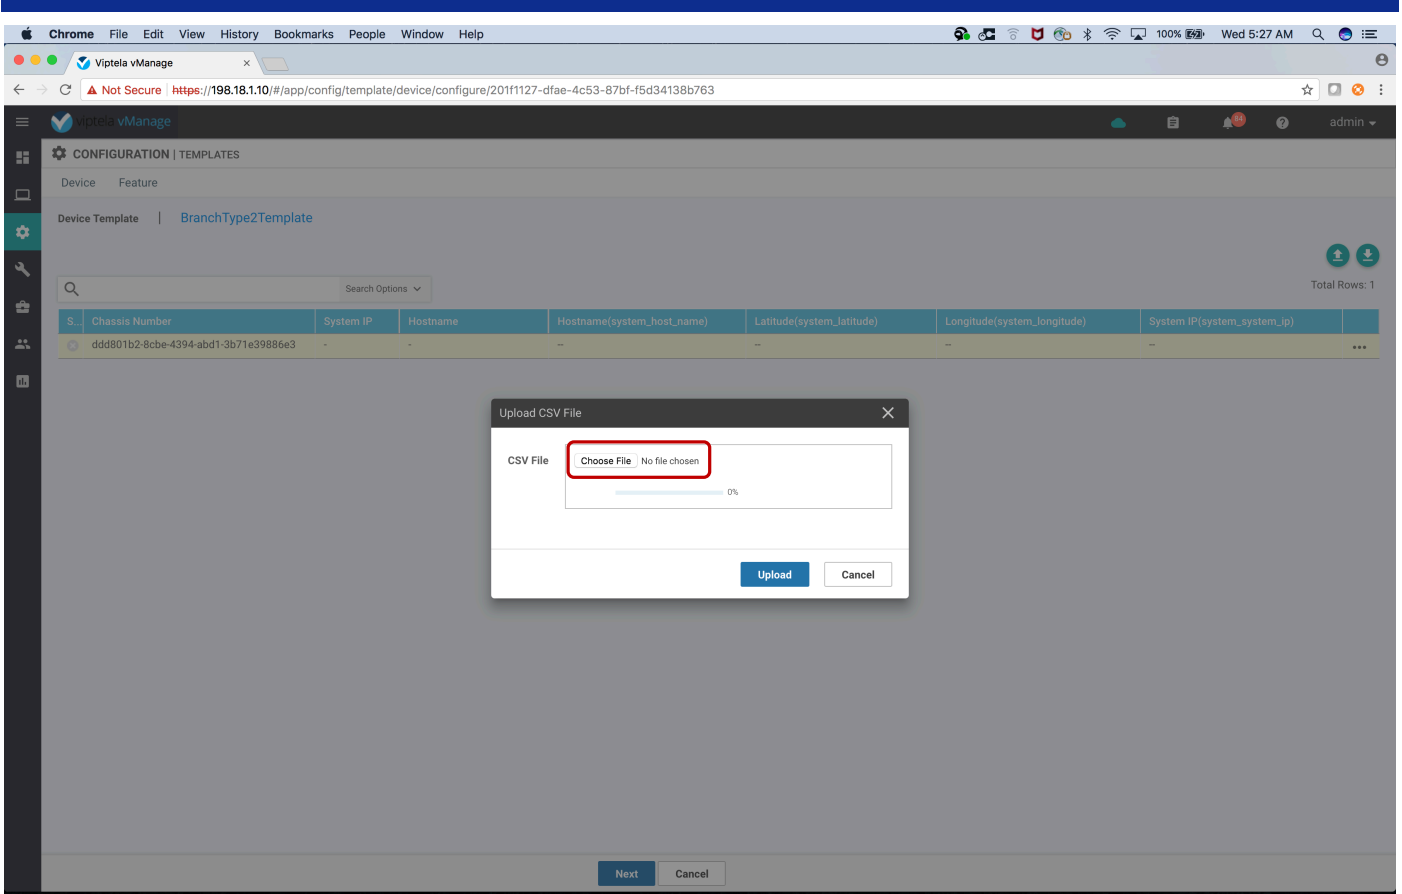 Chrome File Edit View History Bookmarks People Window Help 100% Wed 5:27 AM
Viptela vManage
Not Secure https://198.18.1.10/#/app/config/template/device/configure/201f1127-dfae-4c53-87bf-f5d34138b763
viptela vManage 84 admin
CONFIGURATION | TEMPLATES
Device Feature
Device Template | BranchType2Template
Total Rows: 1
Search Options
S... Chassis Number System IP Hostname Hostname(system_host_name) Latitude(system_latitude) Longitude(system_longitude) System IP(system_system_ip)
ddd801b2-8cbe-4394-abd1-3b71e39886e3 - - -- -- -- -- •••
Upload CSV File
CSV File Choose File No file chosen
0%
Upload Cancel
Next Cancel